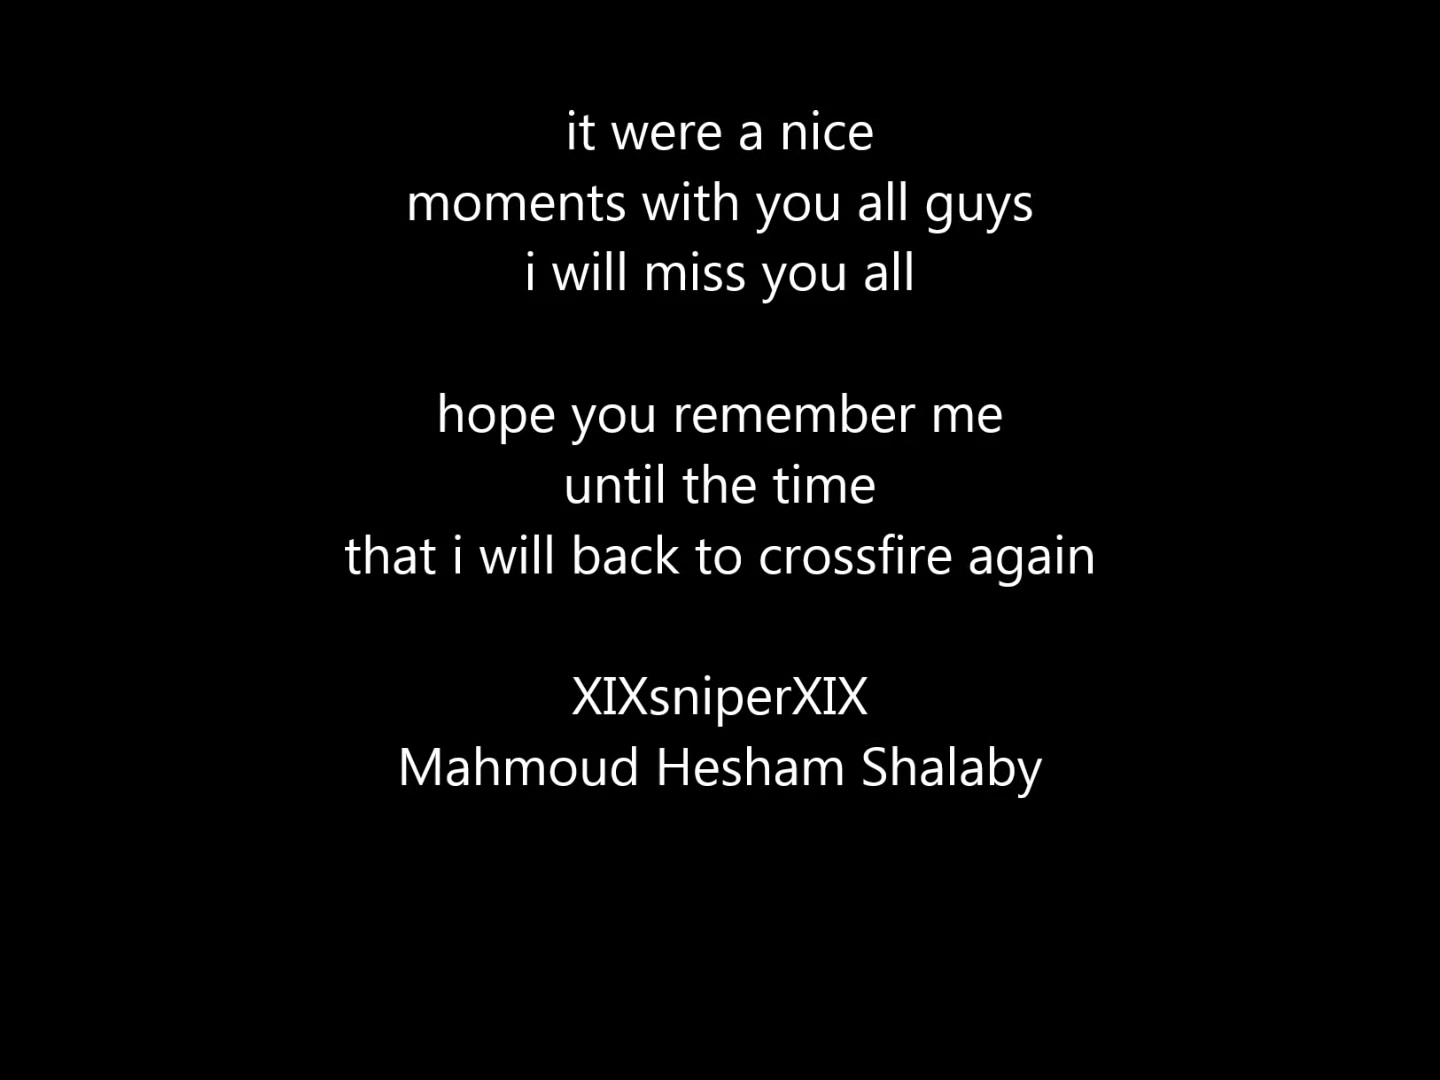 it were a nice
moments with you all guys
i will miss you all
hope you remember me
until the time
that i will back to crossfire again
XIXsniperXIX
Mahmoud Hesham Shalaby